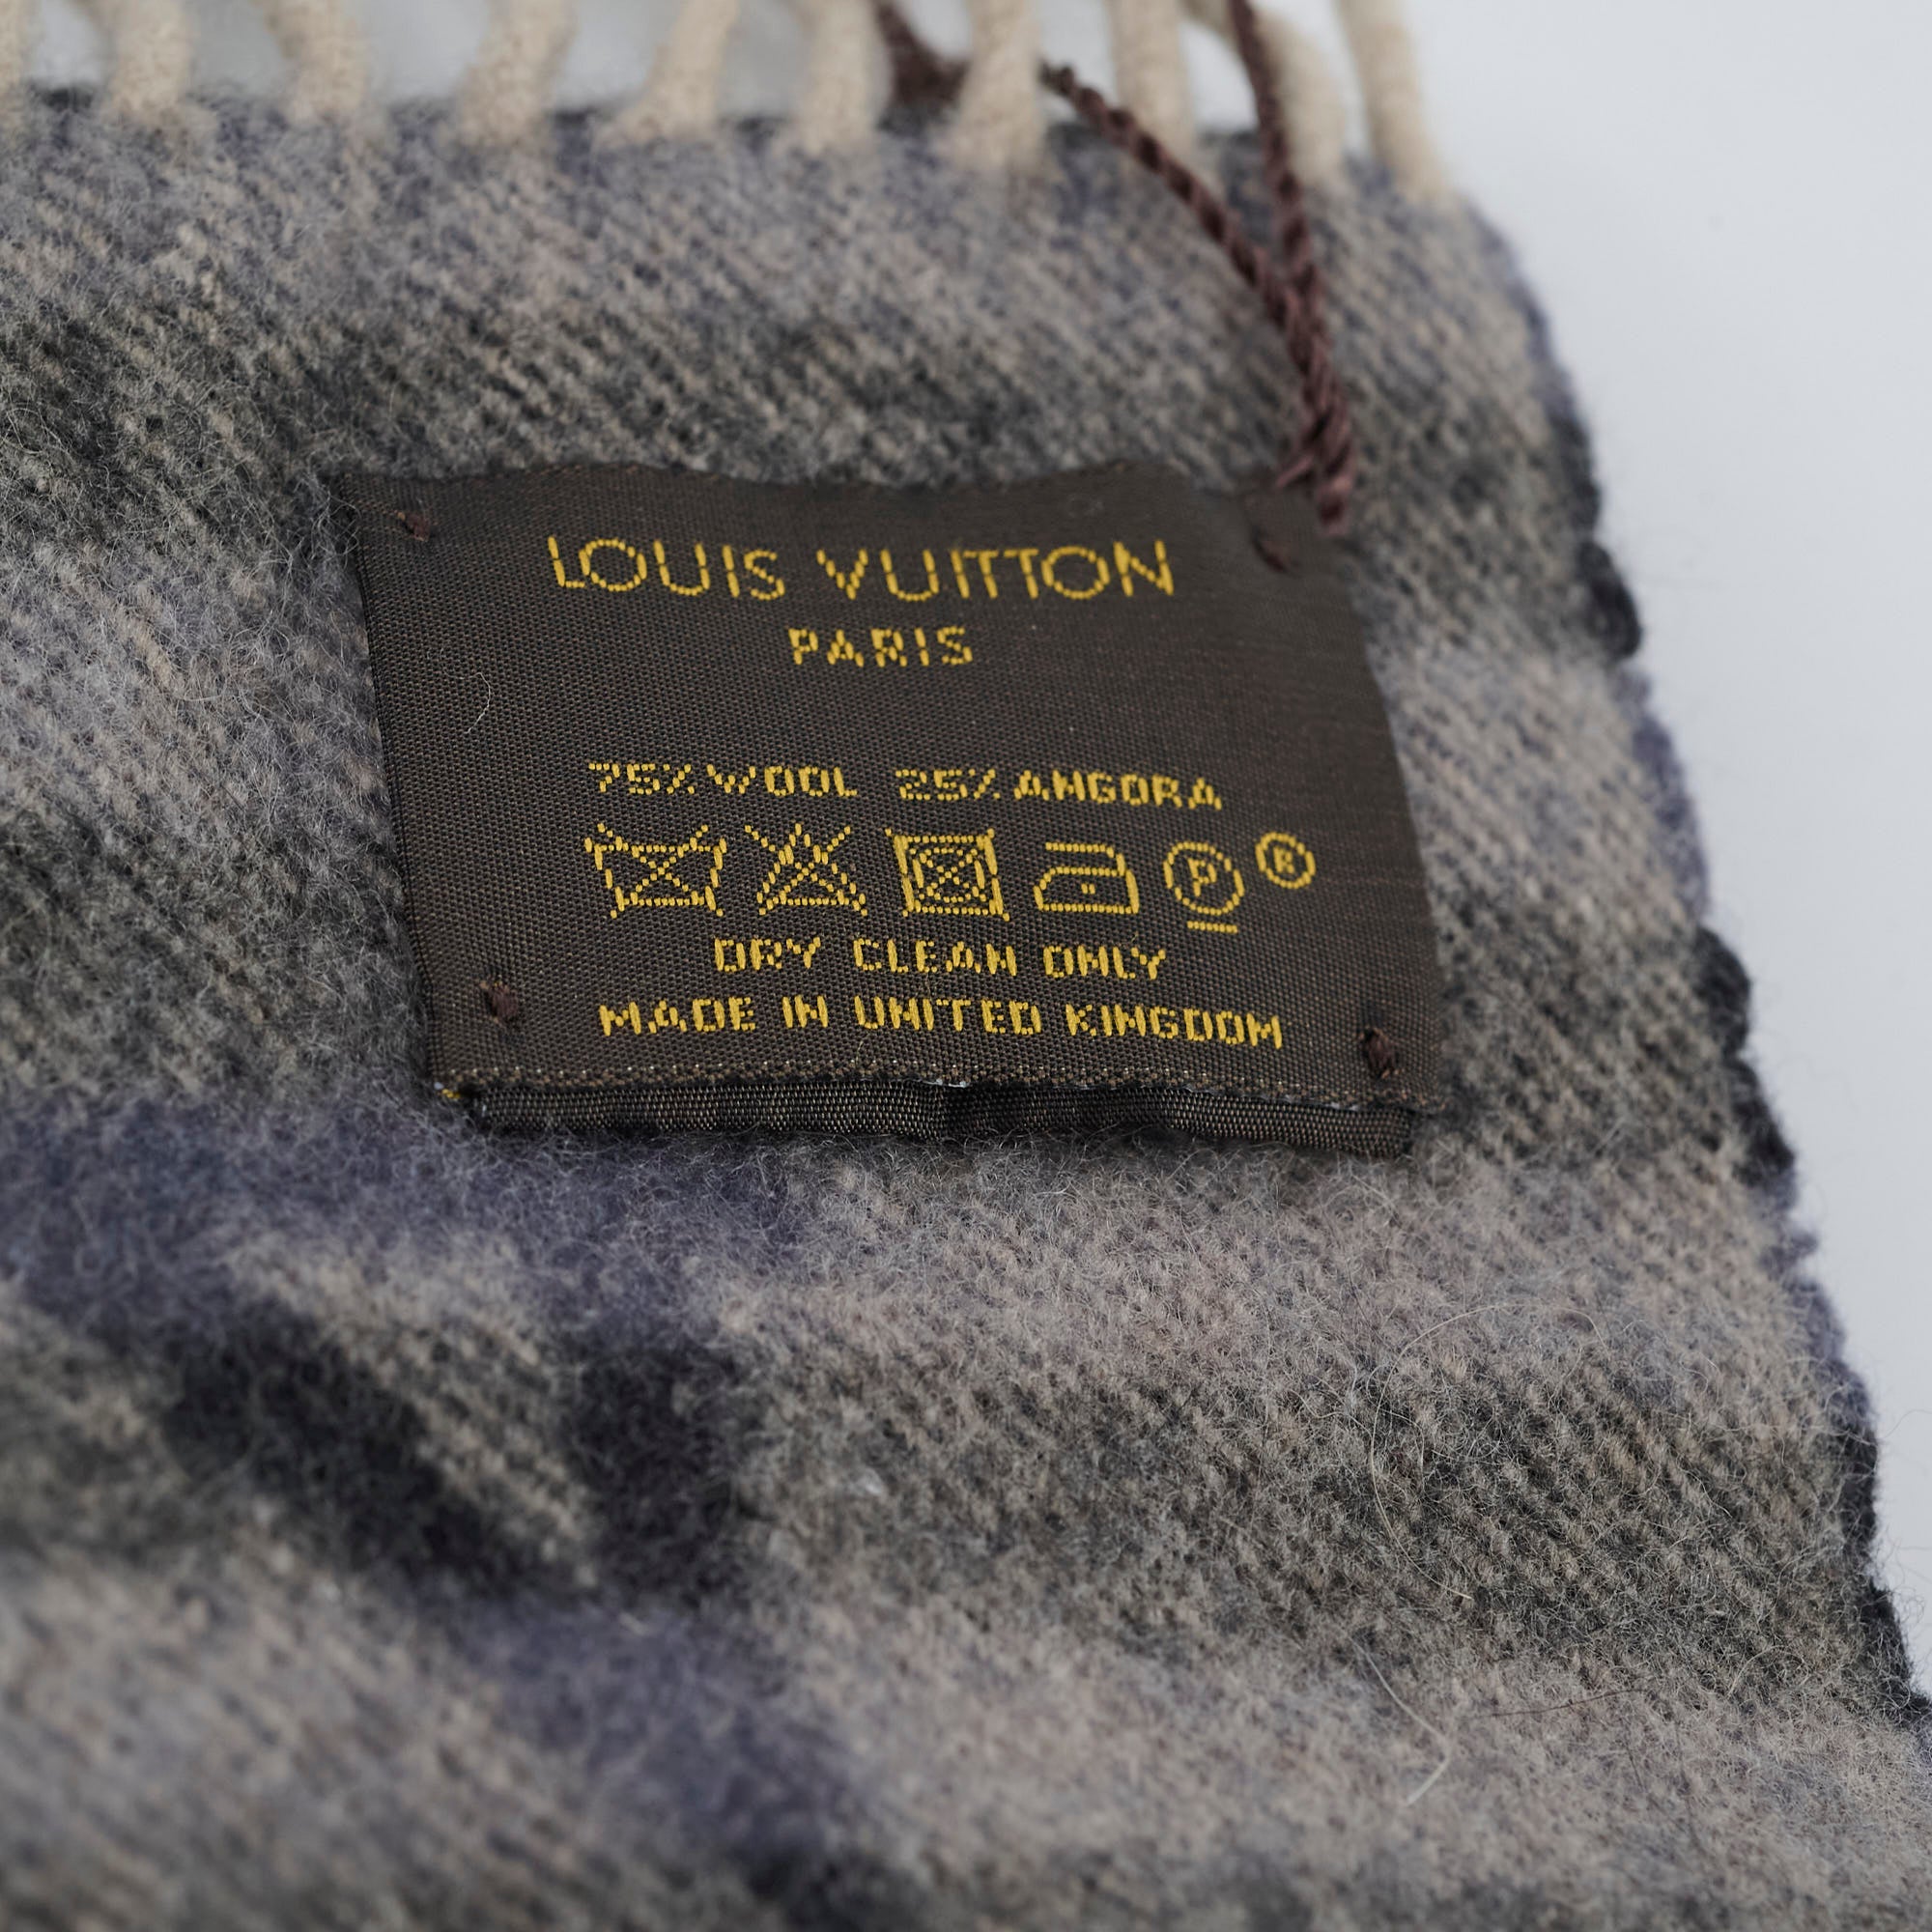 LOUIS VUITTON
PARIS
75% WOOL 25% ANGORA
P ®
DRY CLEAN ONLY
MADE IN UNITED KINGDOM